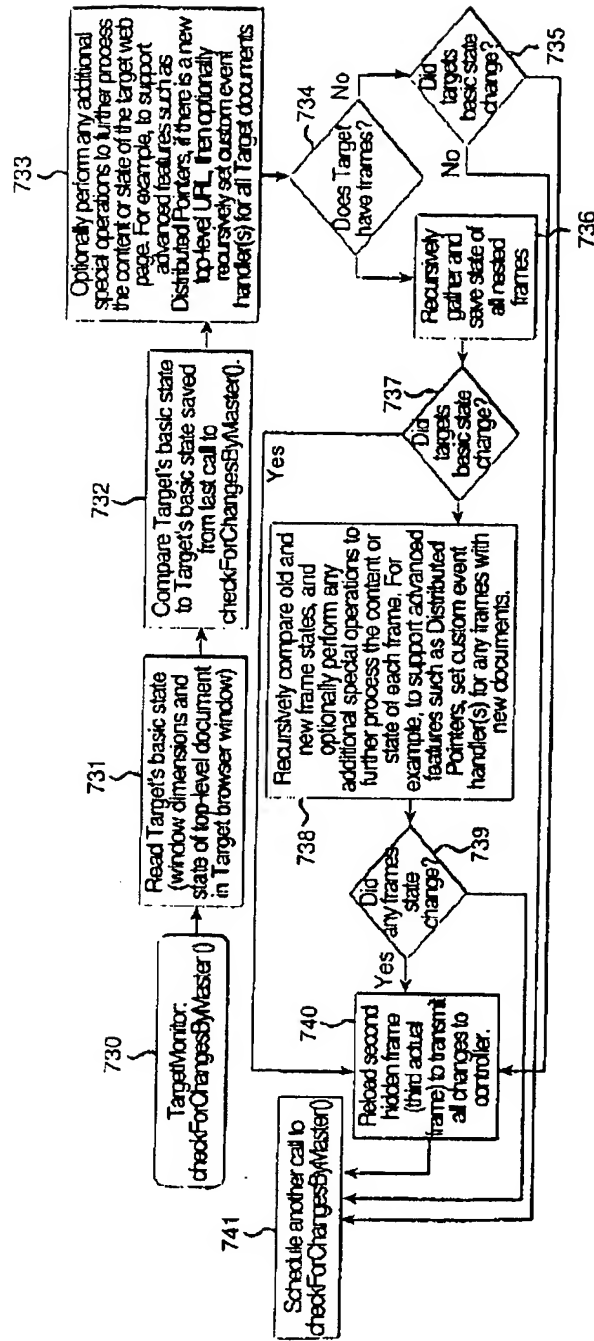 730
TargetMonitor:
checkForChangesByMaster ()
731
Read Target's basic state
(window dimensions and
state of top-level document
in Target browser window)
732
Compare Target's basic state
to Target's basic state saved
from last call to
checkForChangesByMaster().
733
Optionally perform any additional
special operations to further process
the content or state of the target web
page. For example, to support
advanced features such as
Distributed Pointers, if there is a new
top-level URL, then optionally
recursively set custom event
handler(s) for all Target documents
734
Does Target
have frames?
No
735
Did
targets
basic state
change?
No
736
Recursively
gather and
save state of
all nested
frames
737
Did
targets
basic state
change?
Yes
738
Recursively compare old and
new frame states, and
optionally perform any
additional special operations to
further process the content or
state of each frame. For
example, to support advanced
features such as Distributed
Pointers, set custom event
handler(s) for any frames with
new documents.
739
Did
any frames
state
change?
Yes
740
Reload second
hidden frame
(third actual
frame) to transmit
all changes to
controller.
741
Schedule another call to
checkForChangesByMaster()